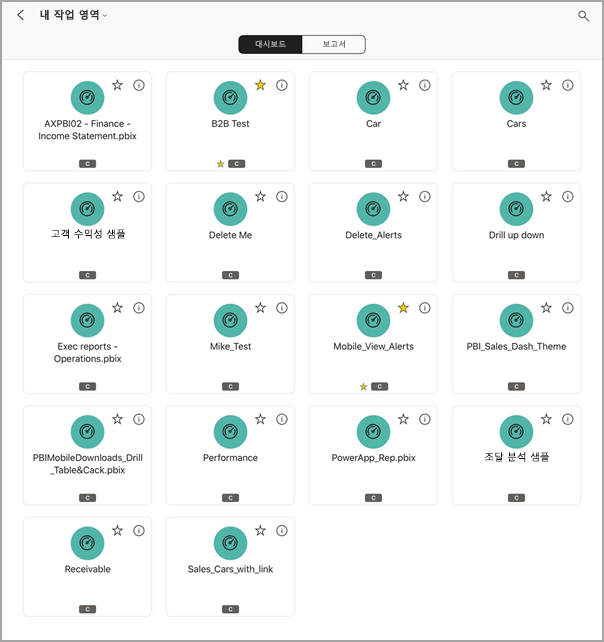 내 작업 영역
대시보드
보고서
AXPBI02 - Finance -
Income Statement.pbix
C
B2B Test
C
Car
C
Cars
C
고객 수익성 샘플
C
Delete Me
C
Delete_Alerts
C
Drill up down
C
Exec reports -
Operations.pbix
C
Mike_Test
C
Mobile_View_Alerts
C
PBI_Sales_Dash_Theme
C
PBIMobileDownloads_Drill
_Table&Cack.pbix
C
Performance
C
PowerApp_Rep.pbix
C
조달 분석 샘플
C
Receivable
C
Sales_Cars_with_link
C